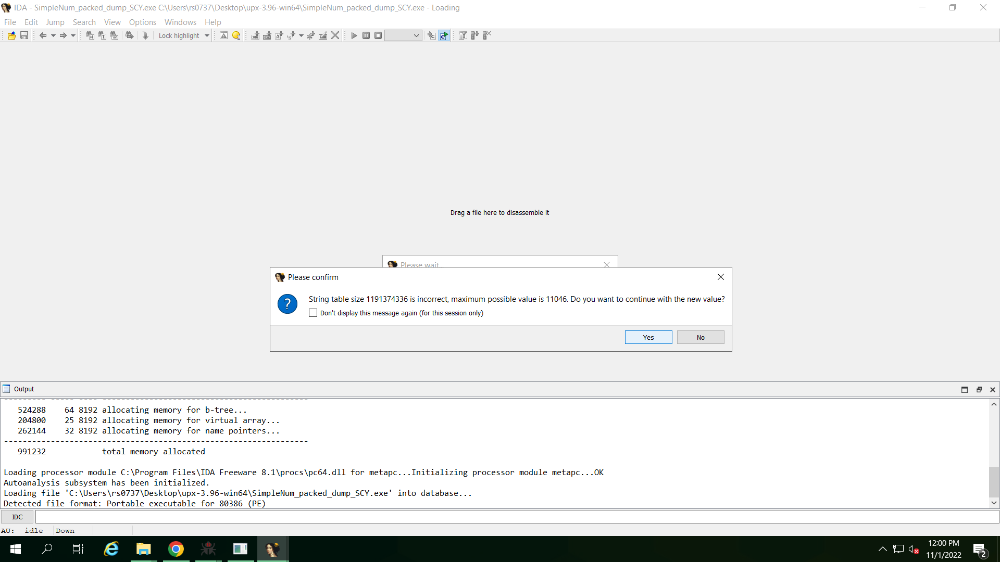 IDA - SimpleNum_packed_dump_SCY.exe C:\Users\rs0737\Desktop\upx-3.96-win64\SimpleNum_packed_dump_SCY.exe - Loading
File Edit Jump Search View Options Windows Help
Lock highlight
Drag a file here to disassemble it
Please wait...
Please confirm
String table size 1191374336 is incorrect, maximum possible value is 11046. Do you want to continue with the new value?
Don't display this message again (for this session only)
Yes No
Output
--------- ----- ---- --------------------------------------------
524288 64 8192 allocating memory for b-tree...
204800 25 8192 allocating memory for virtual array...
262144 32 8192 allocating memory for name pointers...
-----------------------------------------------------------------
991232 total memory allocated
Loading processor module C:\Program Files\IDA Freeware 8.1\procs\pc64.dll for metapc...Initializing processor module metapc...OK
Autoanalysis subsystem has been initialized.
Loading file 'C:\Users\rs0737\Desktop\upx-3.96-win64\SimpleNum_packed_dump_SCY.exe' into database...
Detected file format: Portable executable for 80386 (PE)
IDC
AU: idle Down
12:00 PM
11/1/2022
2